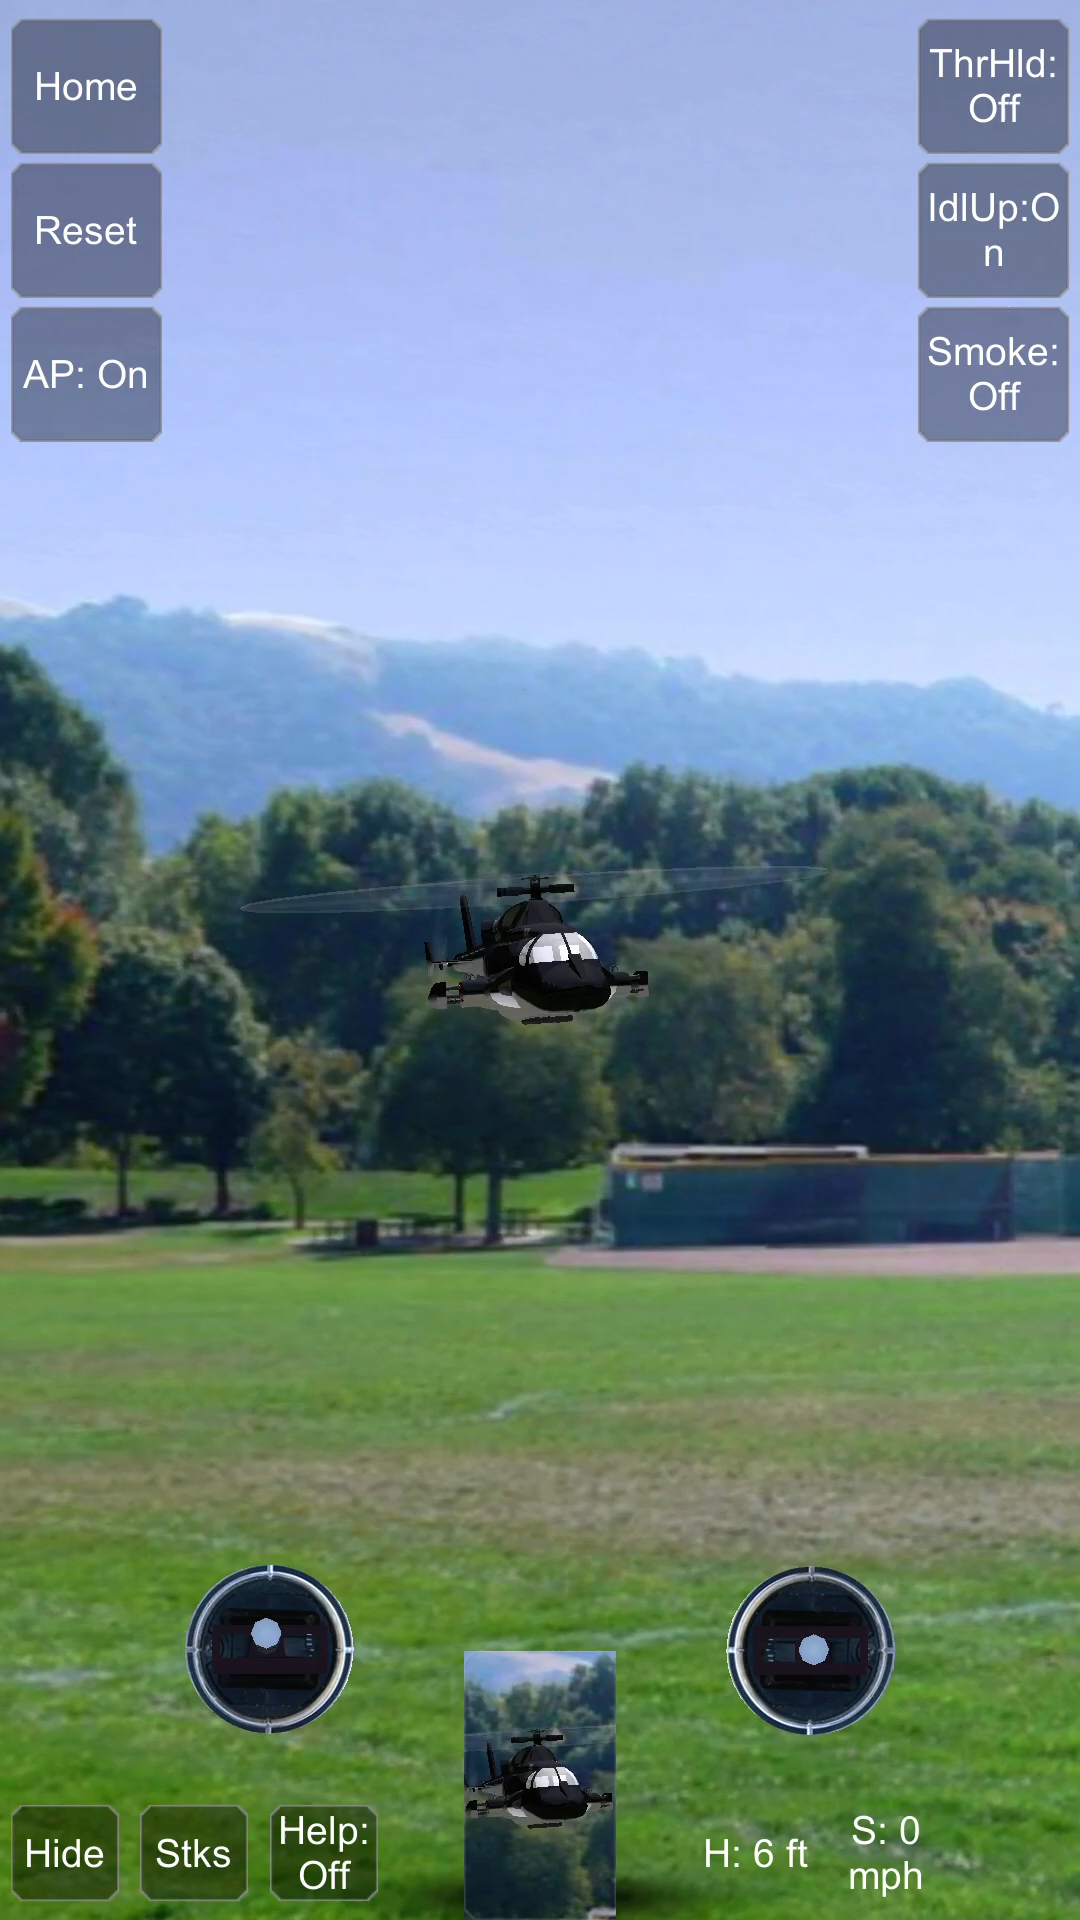 Home
ThrHld:
Off
Reset
IdlUp:O
n
AP: On
Smoke:
Off
Hide
Stks
Help:
Off
H: 6 ft
S: 0
mph